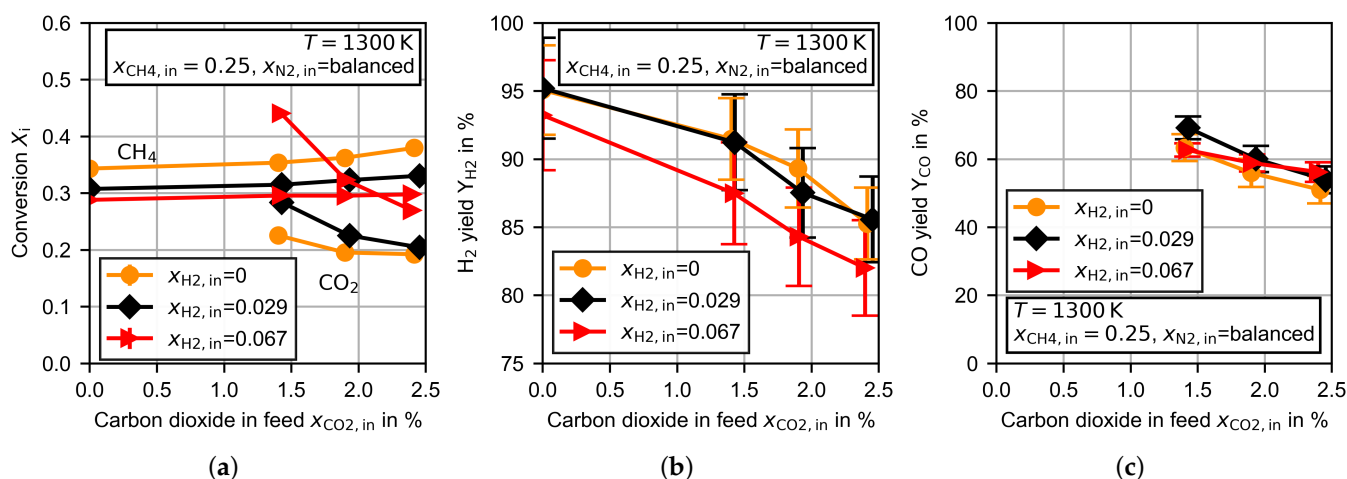 0.6
0.5
0.4
0.3
0.2
0.1
0.0
Conversion Xᵢ
T = 1300 K
x_CH4, in = 0.25, x_N2, in=balanced
CH₄
CO₂
x_H2, in=0
x_H2, in=0.029
x_H2, in=0.067
0.0 0.5 1.0 1.5 2.0 2.5
Carbon dioxide in feed x_CO2, in in %
(a)
100
95
90
85
80
75
H₂ yield Y_H2 in %
T = 1300 K
x_CH4, in = 0.25, x_N2, in=balanced
x_H2, in=0
x_H2, in=0.029
x_H2, in=0.067
0.0 0.5 1.0 1.5 2.0 2.5
Carbon dioxide in feed x_CO2, in in %
(b)
100
80
60
40
20
0
CO yield Y_CO in %
x_H2, in=0
x_H2, in=0.029
x_H2, in=0.067
T = 1300 K
x_CH4, in = 0.25, x_N2, in=balanced
0.0 0.5 1.0 1.5 2.0 2.5
Carbon dioxide in feed x_CO2, in in %
(c)